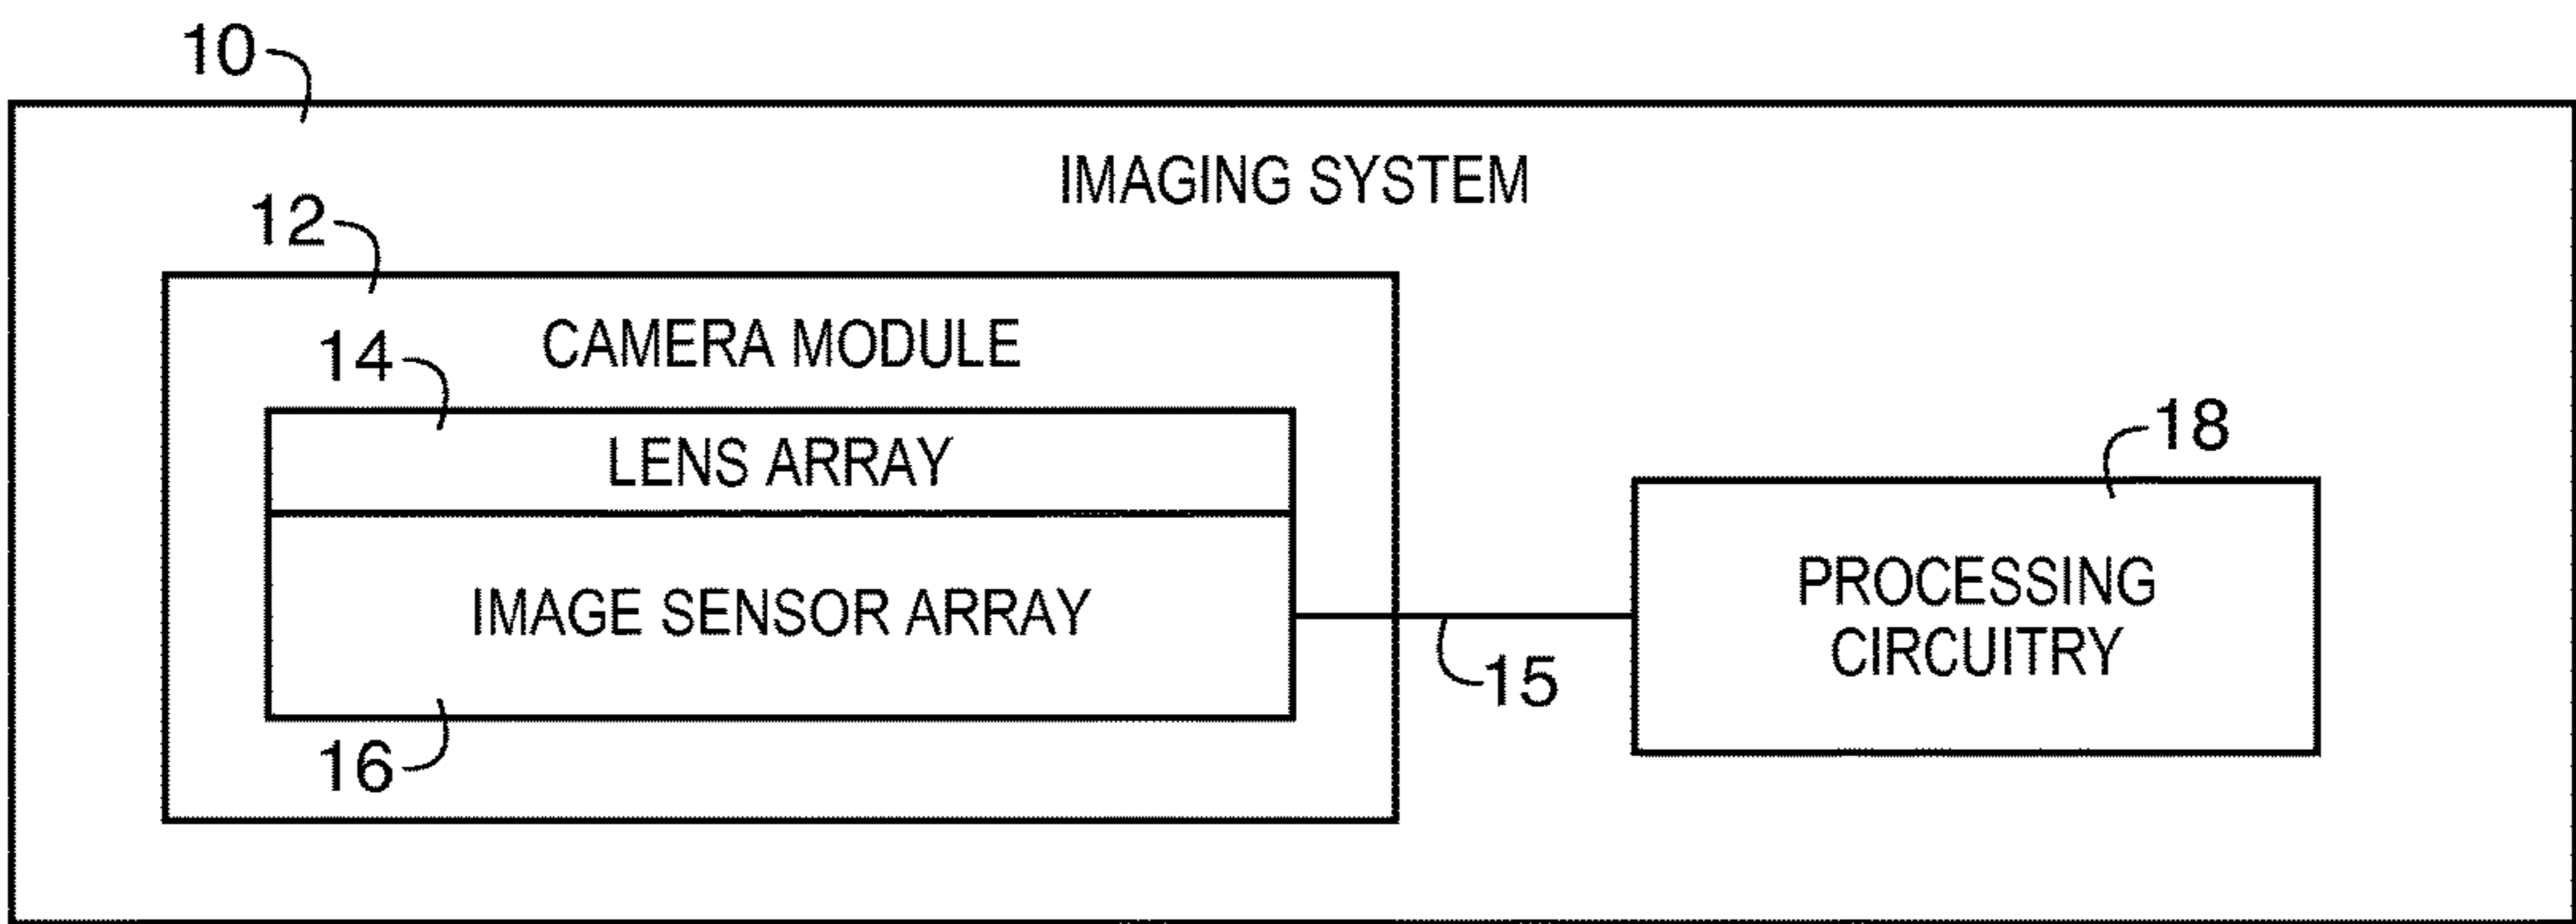 10
IMAGING SYSTEM
12
CAMERA MODULE
14
LENS ARRAY
18
PROCESSING
CIRCUITRY
IMAGE SENSOR ARRAY
15
16